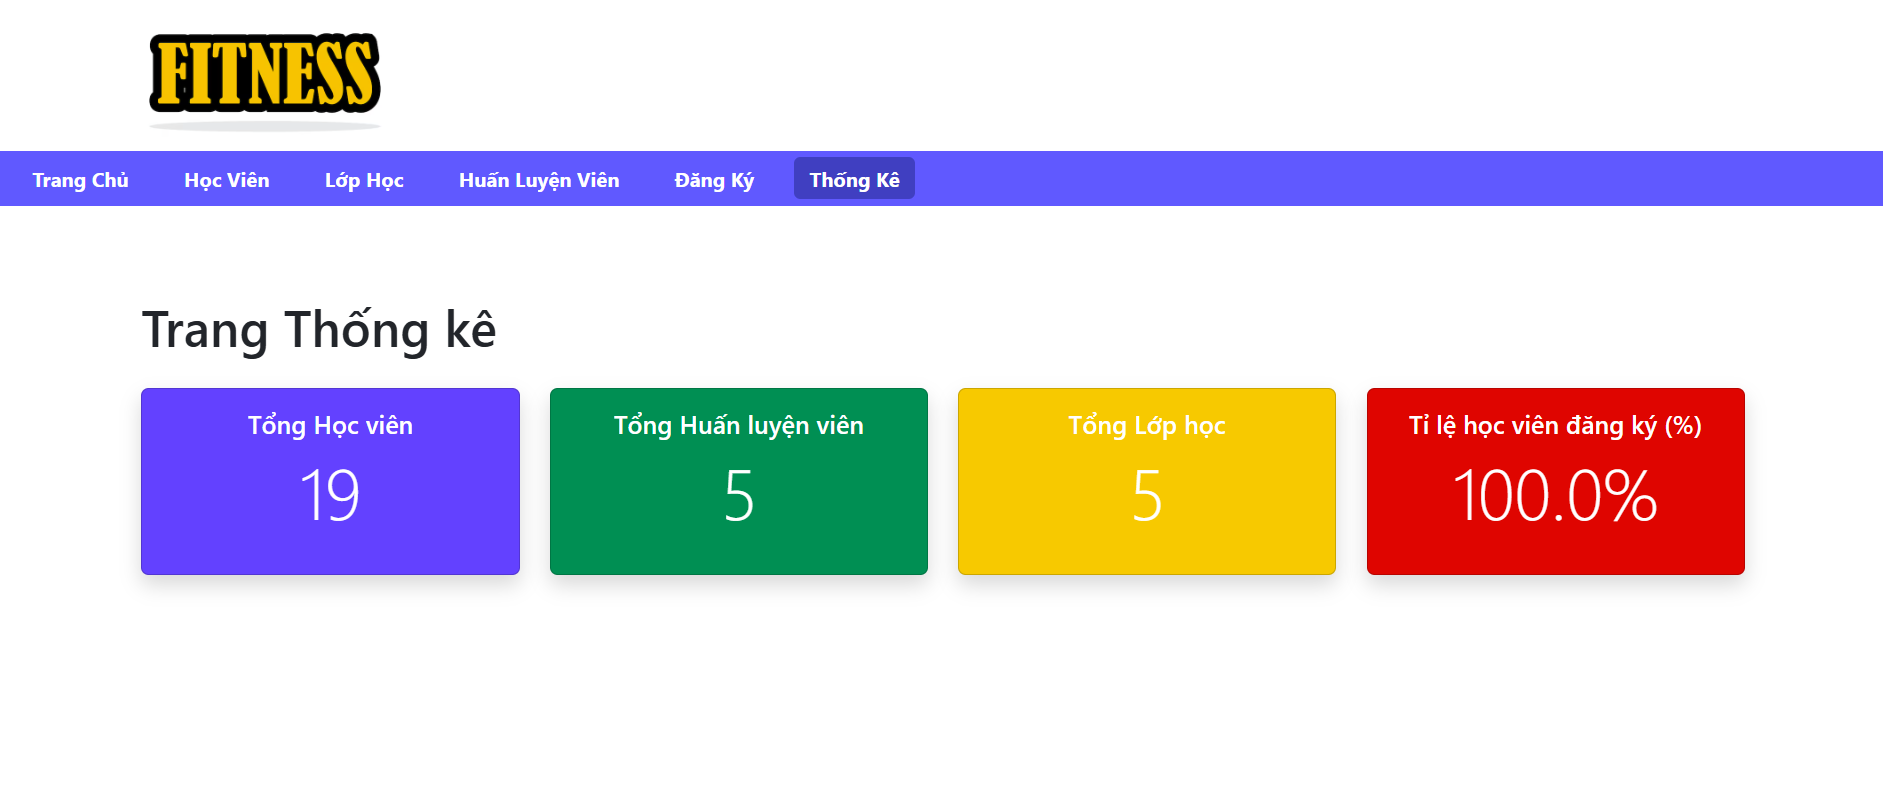 FITNESS
Trang Chủ Học Viên Lớp Học Huấn Luyện Viên Đăng Ký Thống Kê
Trang Thống kê
Tổng Học viên
19
Tổng Huấn luyện viên
5
Tổng Lớp học
5
Tỉ lệ học viên đăng ký (%)
100.0%